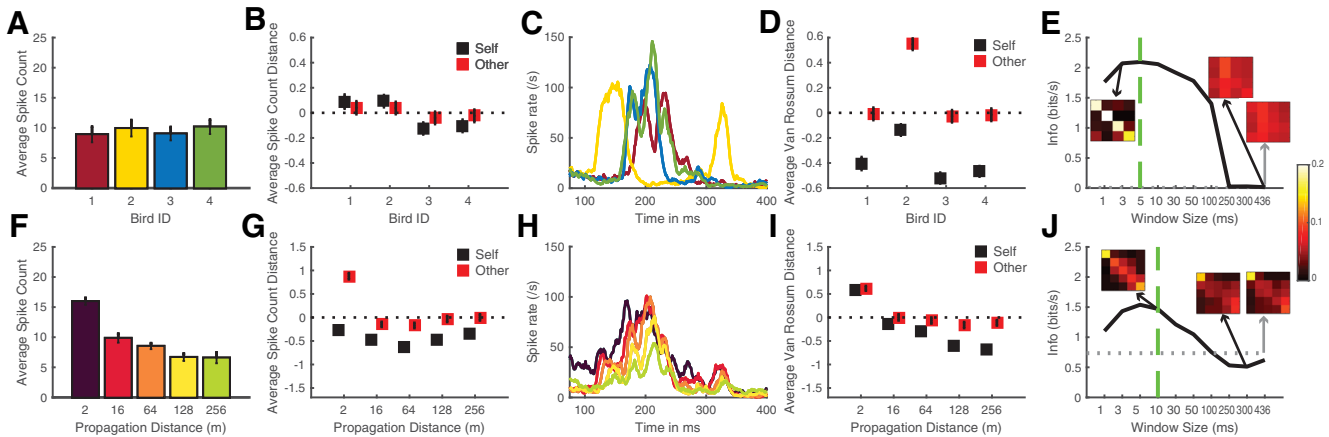 A
Average Spike Count
25
20
15
10
5
0
1 2 3 4
Bird ID
B
Average Spike Count Distance
0.6
0.4
0.2
0
-0.2
-0.4
-0.6
Self
Other
1 2 3 4
Bird ID
C
Spike rate (/s)
150
100
50
0
100 200 300 400
Time in ms
D
Average Van Rossum Distance
0.6
0.4
0.2
0
-0.2
-0.4
-0.6
Self
Other
1 2 3 4
Bird ID
E
Info (bits/s)
2.5
2
1.5
1
0.5
0
1 3 5 10 30 50 100 250 300 436
Window Size (ms)
0.2
0.1
0
F
Average Spike Count
25
20
15
10
5
0
2 16 64 128 256
Propagation Distance (m)
G
Average Spike Count Distance
1.5
1
0.5
0
-0.5
-1
-1.5
Self
Other
2 16 64 128 256
Propagation Distance (m)
H
Spike rate (/s)
150
100
50
0
100 200 300 400
Time in ms
I
Average Van Rossum Distance
1.5
1
0.5
0
-0.5
-1
-1.5
Self
Other
2 16 64 128 256
Propagation Distance (m)
J
Info (bits/s)
2.5
2
1.5
1
0.5
0
1 3 5 10 30 50 100 250 300 436
Window Size (ms)